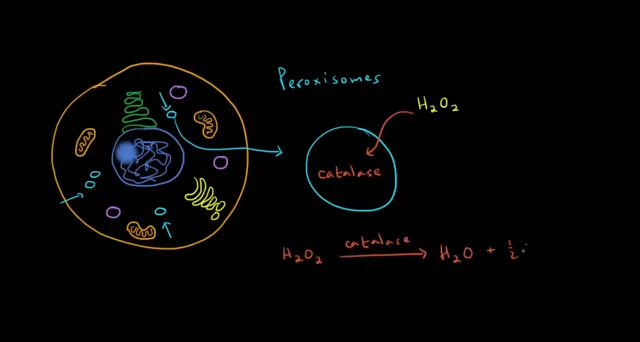 Peroxisomes
H₂O₂
catalase
catalase
H₂O₂ → H₂O + ½